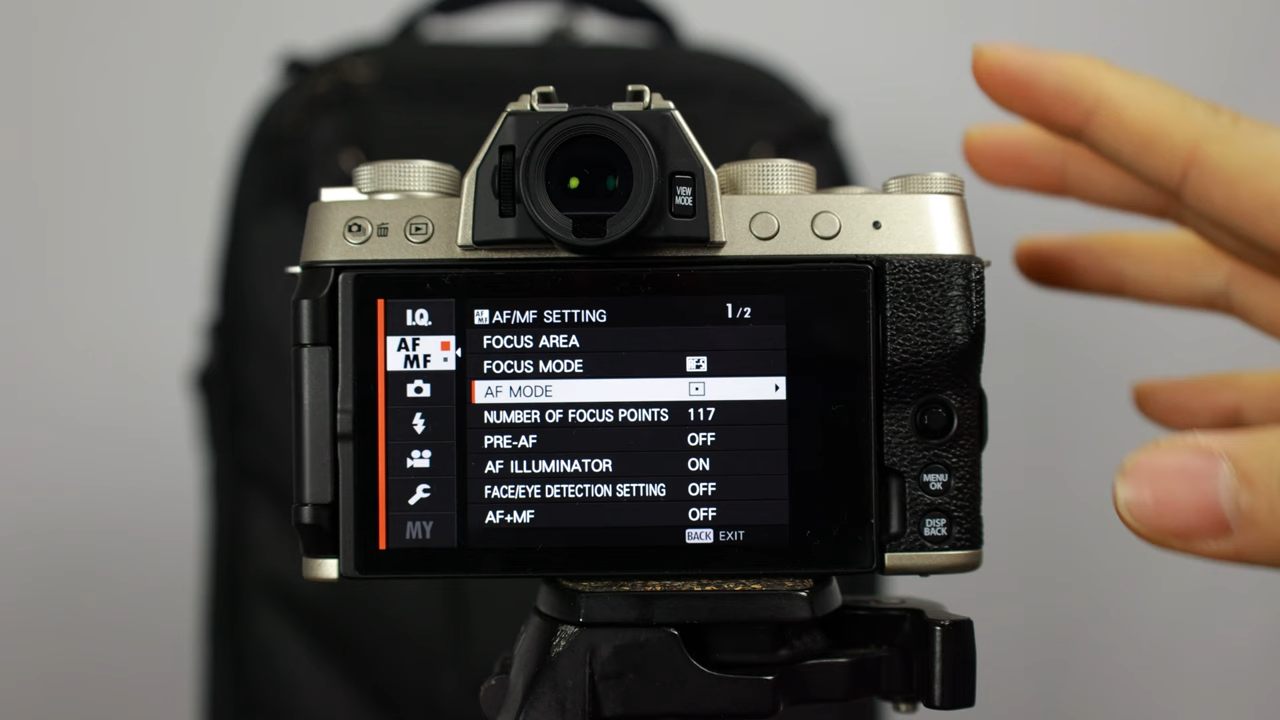 VIEW
MODE
I.Q.
AF
MF
MY
AF MF AF/MF SETTING 1/2
FOCUS AREA
FOCUS MODE
AF MODE
NUMBER OF FOCUS POINTS 117
PRE-AF OFF
AF ILLUMINATOR ON
FACE/EYE DETECTION SETTING OFF
AF+MF OFF
BACK EXIT
MENU
OK
DISP
BACK